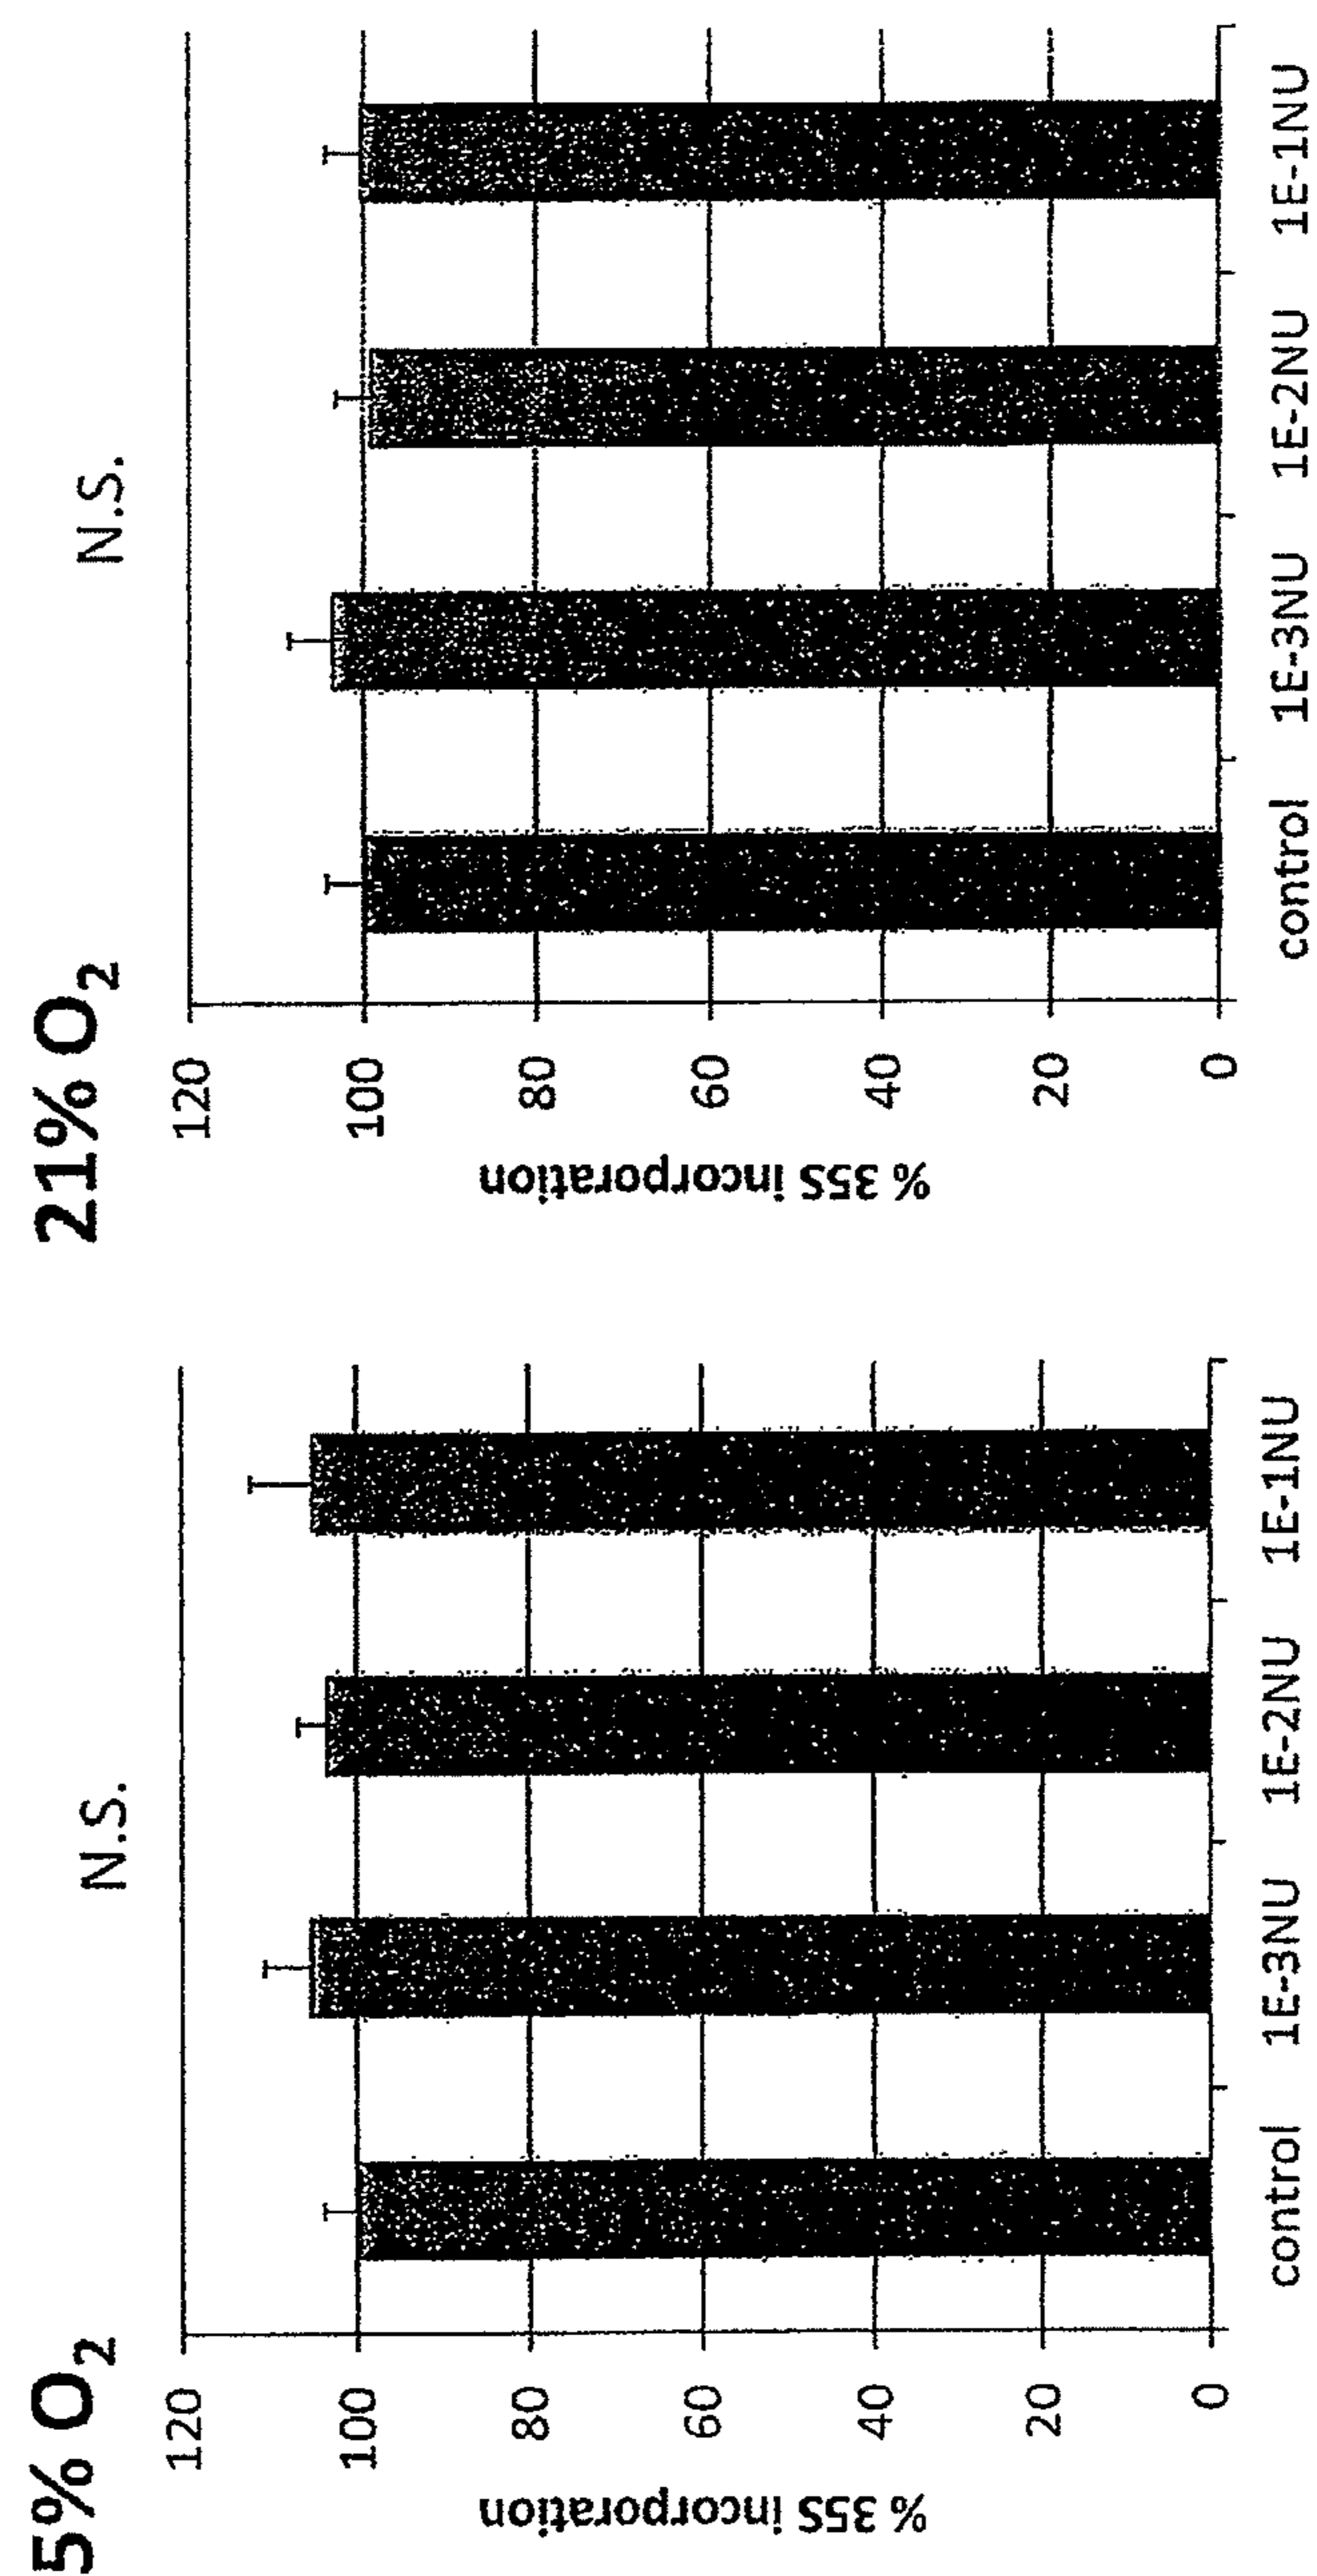 5% O₂
N.S.
120
100
80
60
40
20
0
% 35S incorporation
control 1E-3NU 1E-2NU 1E-1NU
21% O₂
N.S.
120
100
80
60
40
20
0
% 35S incorporation
control 1E-3NU 1E-2NU 1E-1NU